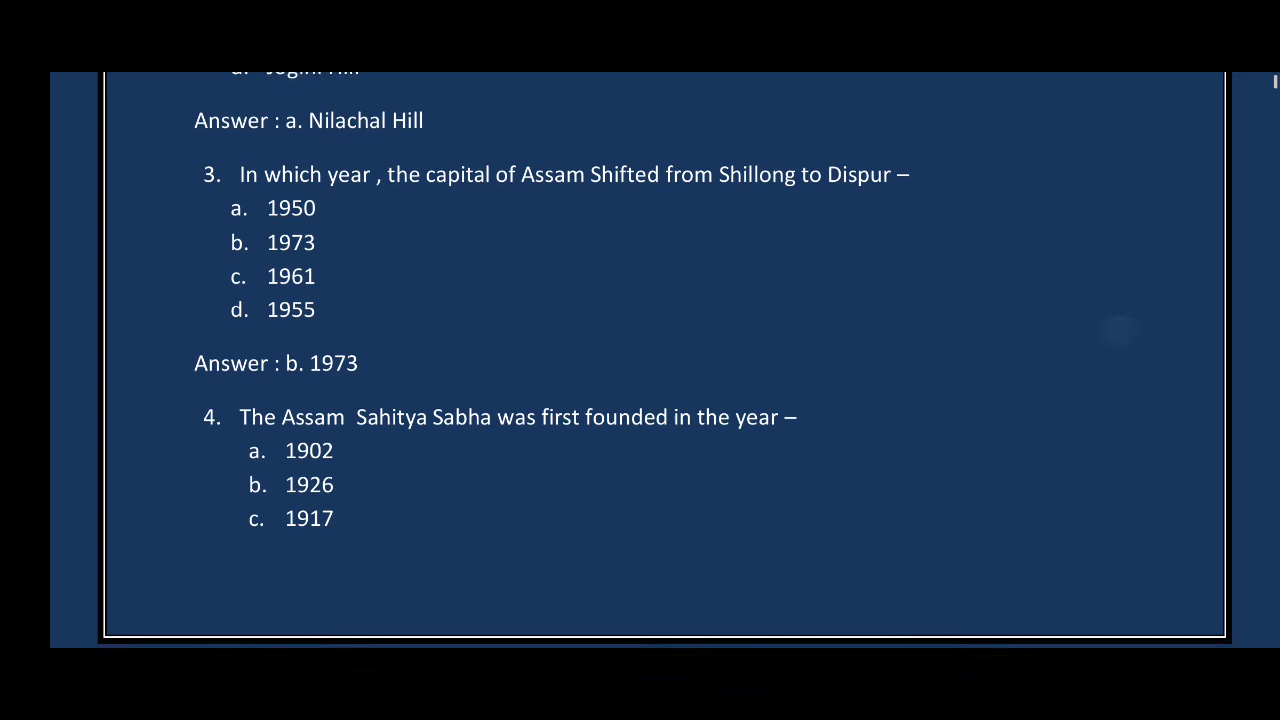 Answer : a. Nilachal Hill
3. In which year , the capital of Assam Shifted from Shillong to Dispur –
a. 1950
b. 1973
c. 1961
d. 1955
Answer : b. 1973
4. The Assam  Sahitya Sabha was first founded in the year –
a. 1902
b. 1926
c. 1917